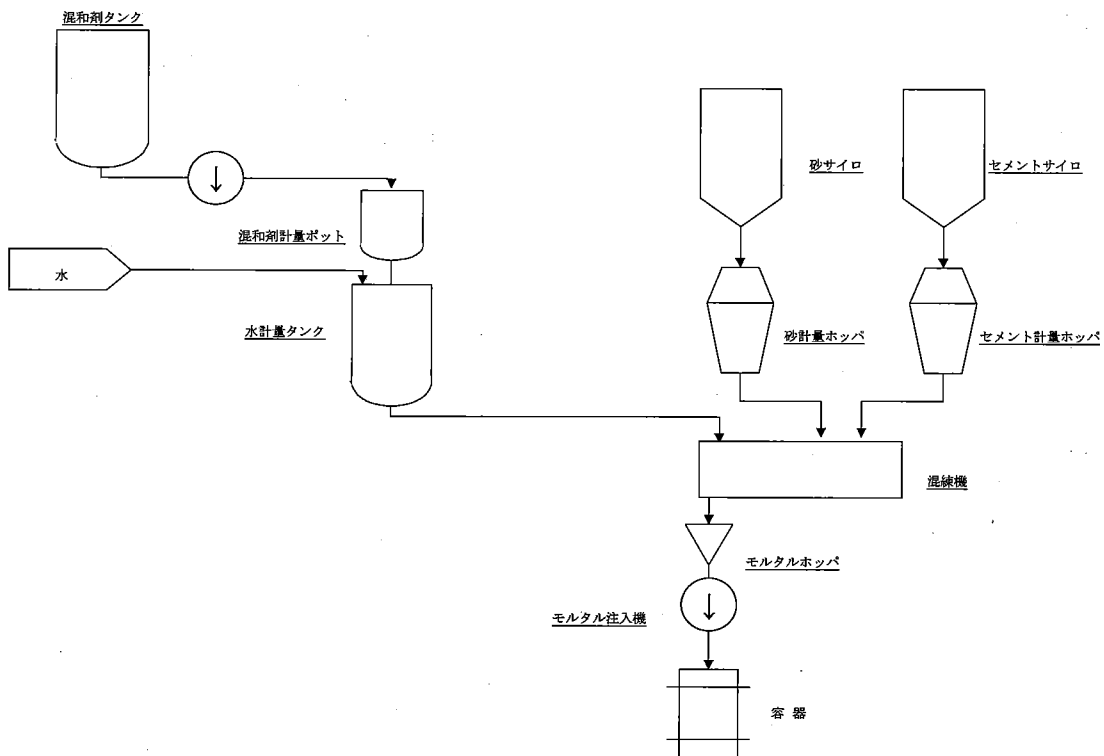 混和剤タンク
砂サイロ
セメントサイロ
混和剤計量ポット
水
水計量タンク
砂計量ホッパ
セメント計量ホッパ
混練機
モルタルホッパ
モルタル注入機
容器